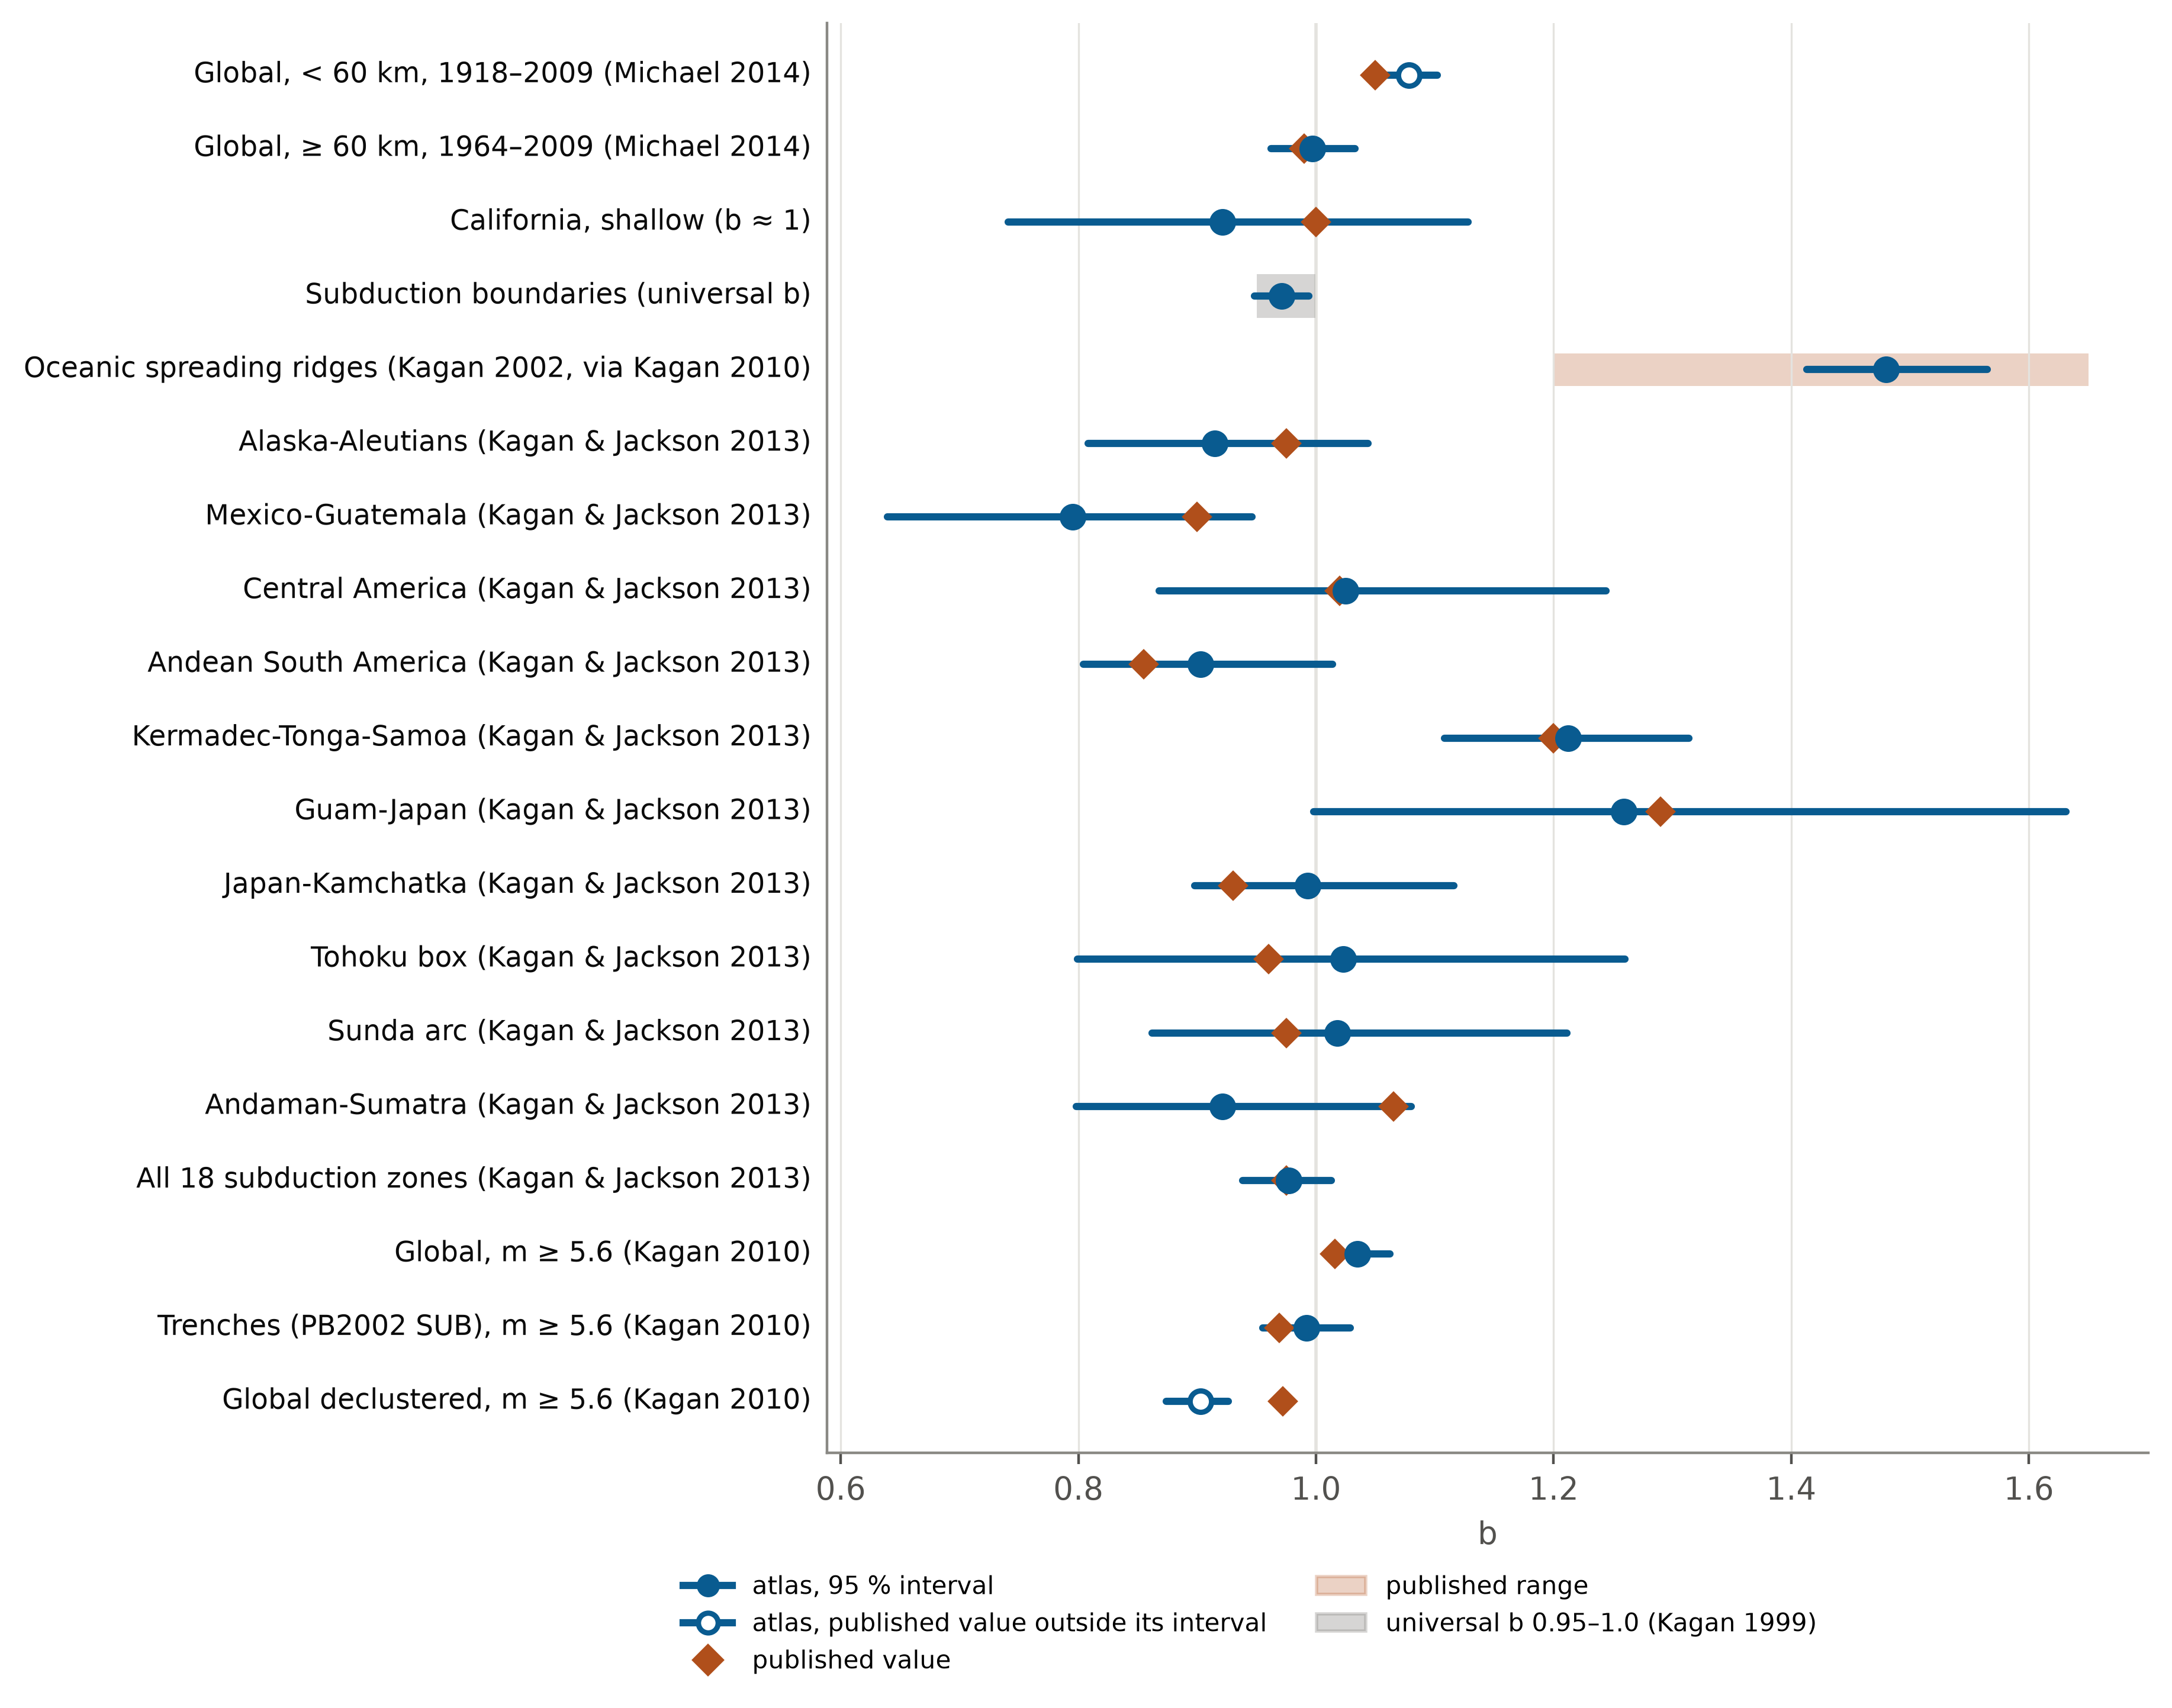 Global, < 60 km, 1918–2009 (Michael 2014)
Global, ≥ 60 km, 1964–2009 (Michael 2014)
California, shallow (b ≈ 1)
Subduction boundaries (universal b)
Oceanic spreading ridges (Kagan 2002, via Kagan 2010)
Alaska-Aleutians (Kagan & Jackson 2013)
Mexico-Guatemala (Kagan & Jackson 2013)
Central America (Kagan & Jackson 2013)
Andean South America (Kagan & Jackson 2013)
Kermadec-Tonga-Samoa (Kagan & Jackson 2013)
Guam-Japan (Kagan & Jackson 2013)
Japan-Kamchatka (Kagan & Jackson 2013)
Tohoku box (Kagan & Jackson 2013)
Sunda arc (Kagan & Jackson 2013)
Andaman-Sumatra (Kagan & Jackson 2013)
All 18 subduction zones (Kagan & Jackson 2013)
Global, m ≥ 5.6 (Kagan 2010)
Trenches (PB2002 SUB), m ≥ 5.6 (Kagan 2010)
Global declustered, m ≥ 5.6 (Kagan 2010)
0.6 0.8 1.0 1.2 1.4 1.6
b
atlas, 95 % interval
atlas, published value outside its interval
published value
published range
universal b 0.95–1.0 (Kagan 1999)